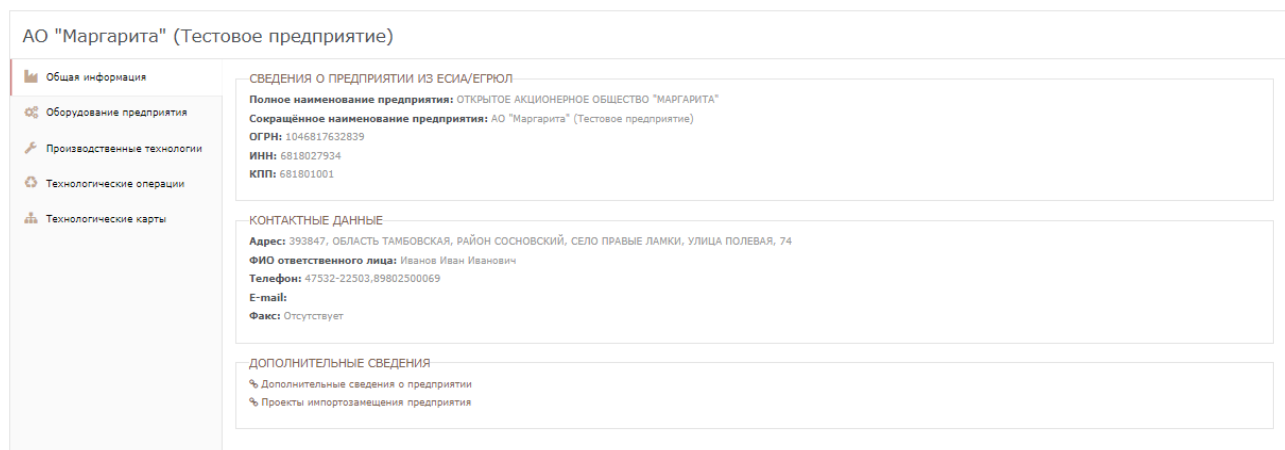 АО "Маргарита" (Тестовое предприятие)
Общая информация
Оборудование предприятия
Производственные технологии
Технологические операции
Технологические карты
СВЕДЕНИЯ О ПРЕДПРИЯТИИ ИЗ ЕСИА/ЕГРЮЛ
Полное наименование предприятия: ОТКРЫТОЕ АКЦИОНЕРНОЕ ОБЩЕСТВО "МАРГАРИТА"
Сокращённое наименование предприятия: АО "Маргарита" (Тестовое предприятие)
ОГРН: 1046817632839
ИНН: 6818027934
КПП: 681801001
КОНТАКТНЫЕ ДАННЫЕ
Адрес: 393847, ОБЛАСТЬ ТАМБОВСКАЯ, РАЙОН СОСНОВСКИЙ, СЕЛО ПРАВЫЕ ЛАМКИ, УЛИЦА ПОЛЕВАЯ, 74
ФИО ответственного лица: Иванов Иван Иванович
Телефон: 47532-22503,89802500069
E-mail:
Факс: Отсутствует
ДОПОЛНИТЕЛЬНЫЕ СВЕДЕНИЯ
Дополнительные сведения о предприятии
Проекты импортозамещения предприятия